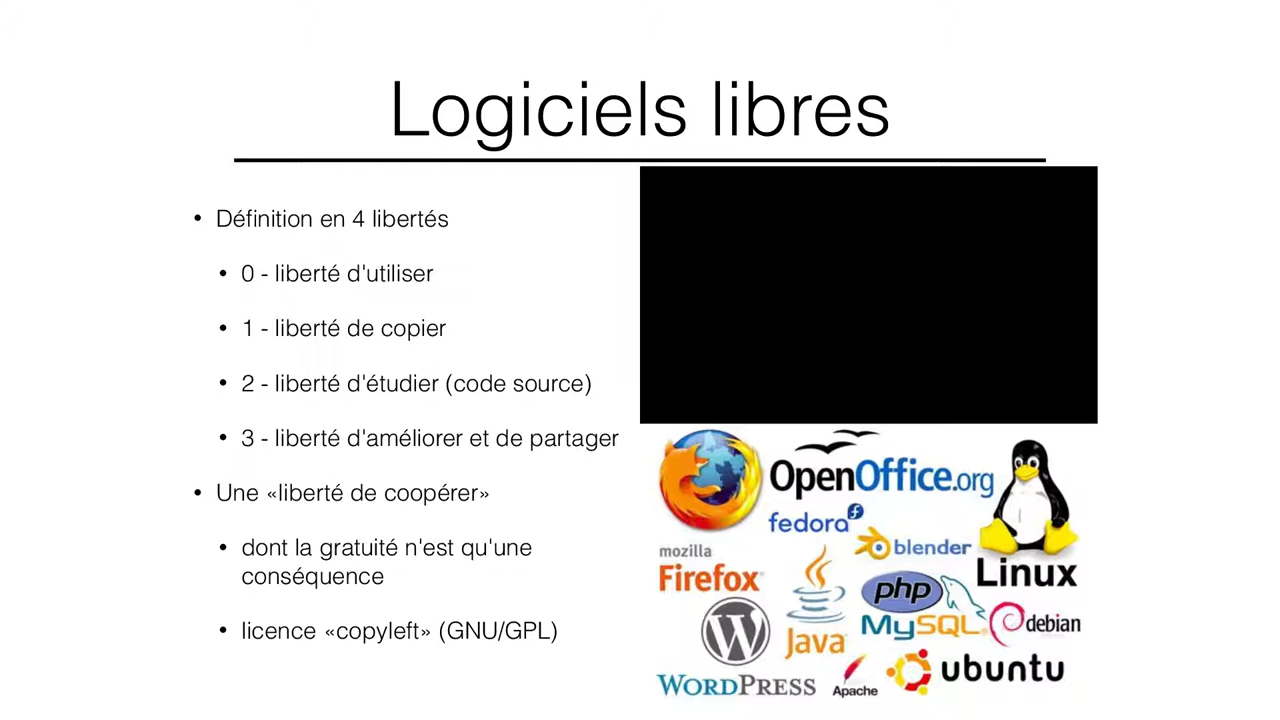 Logiciels libres
• Définition en 4 libertés
• 0 - liberté d'utiliser
• 1 - liberté de copier
• 2 - liberté d'étudier (code source)
• 3 - liberté d'améliorer et de partager
• Une «liberté de coopérer»
• dont la gratuité n'est qu'une
conséquence
• licence «copyleft» (GNU/GPL)
OpenOffice.org
fedora
blender
mozilla
Firefox
Linux
php
MySQL
Java
debian
ubuntu
WORDPRESS
Apache